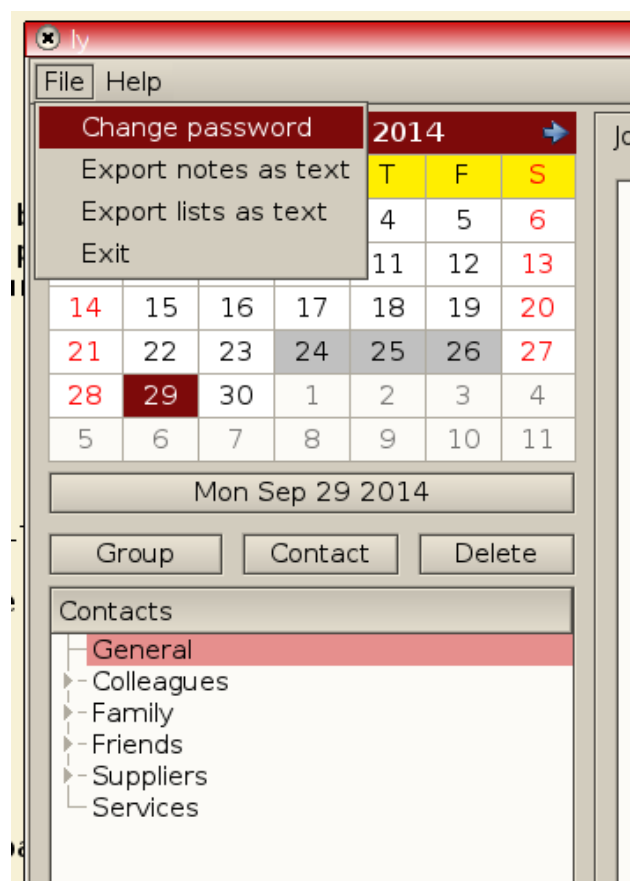 ly
File Help
Change password
2014
Export notes as text
T F S
Export lists as text
4 5 6
Exit
11 12 13
14 15 16 17 18 19 20
21 22 23 24 25 26 27
28 29 30 1 2 3 4
5 6 7 8 9 10 11
Mon Sep 29 2014
Group Contact Delete
Contacts
General
Colleagues
Family
Friends
Suppliers
Services